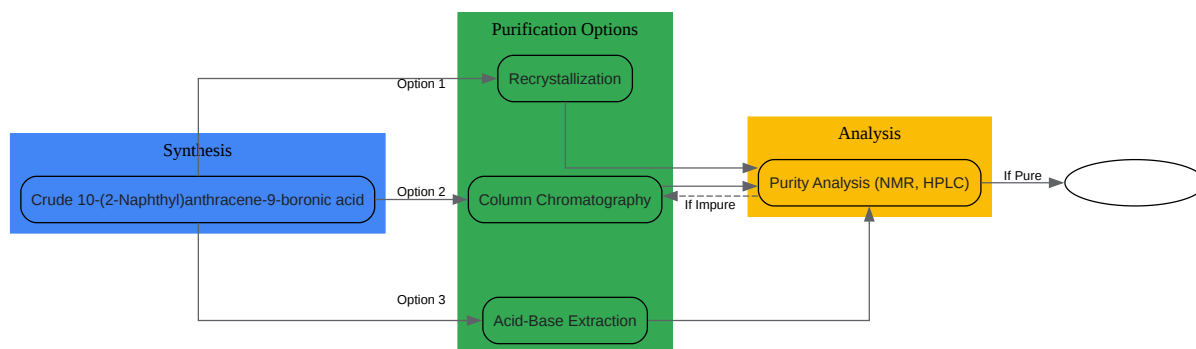 Purification Options
Recrystallization
Option 1
Synthesis
Analysis
Crude 10-(2-Naphthyl)anthracene-9-boronic acid
Option 2
Column Chromatography
If Impure
Purity Analysis (NMR, HPLC)
If Pure
Option 3
Acid-Base Extraction